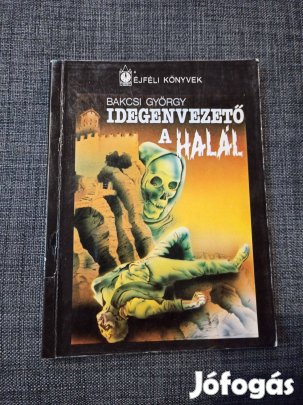 ÉJFÉLI KÖNYVEK
BAKCSI GYÖRGY
IDEGENVEZETŐ
A HALÁL
Jófogás